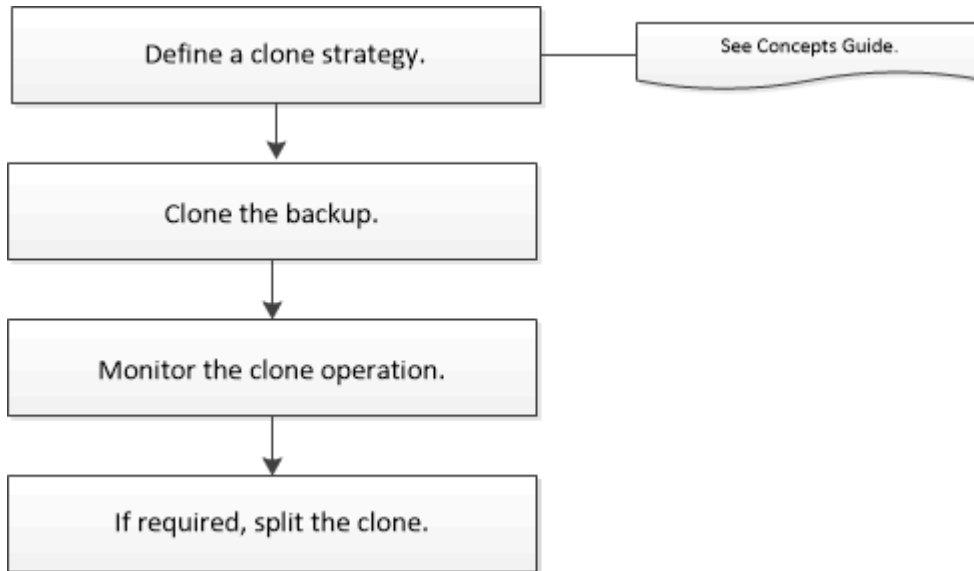 Define a clone strategy.
See Concepts Guide.
Clone the backup.
Monitor the clone operation.
If required, split the clone.